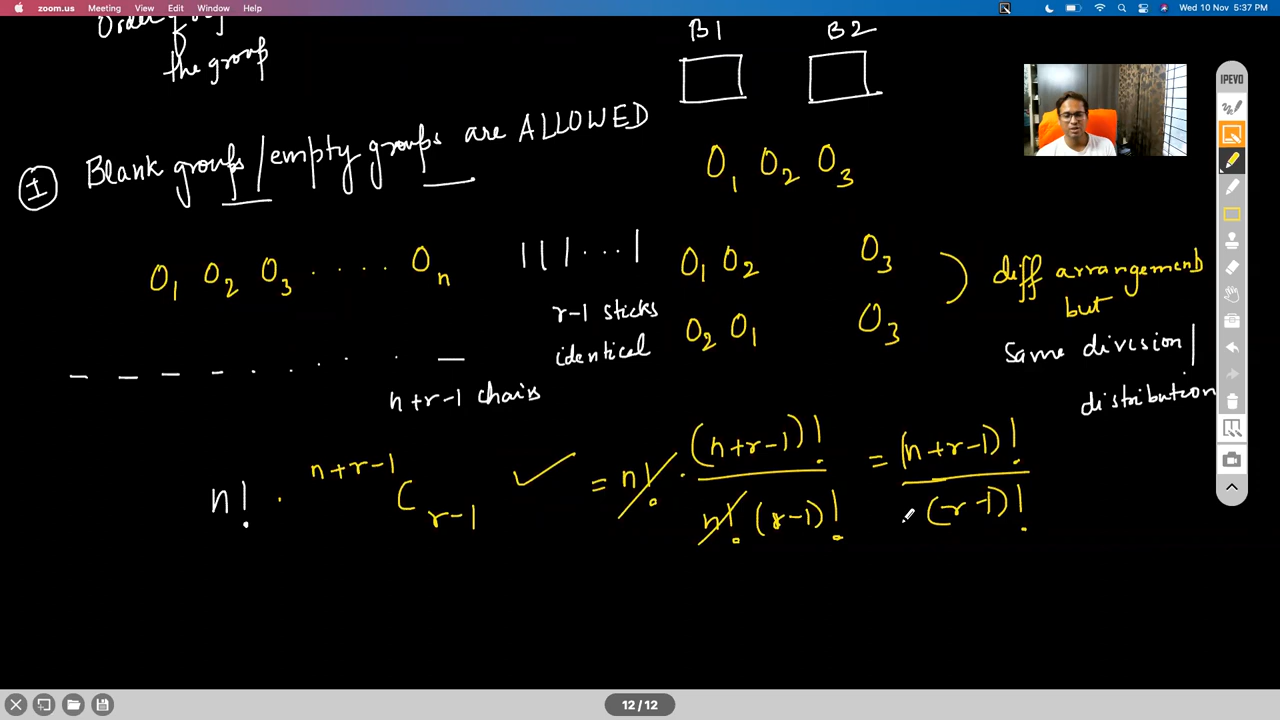 zoom.us Meeting View Edit Window Help
Wed 10 Nov 5:37 PM
Order
the group
B1 B2
IPEVO
I Blank groups/empty groups are ALLOWED
O1 O2 O3
O1 O2 O3 ..... On
||| ... |
r-1 sticks
identical
O1 O2 O3
O2 O1 O3
) diff arrangement
but
same division|
distribution
n+r-1 chairs
n! · n+r-1Cr-1 ✓ = n! · (n+r-1)! / n! (r-1)! = (n+r-1)! / (r-1)!
12/12